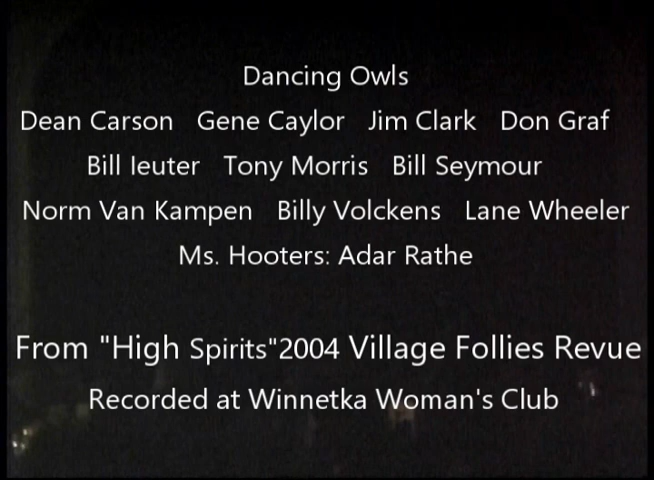 Dancing Owls
Dean Carson Gene Caylor Jim Clark Don Graf
Bill Ieuter Tony Morris Bill Seymour
Norm Van Kampen Billy Volckens Lane Wheeler
Ms. Hooters: Adar Rathe
From "High Spirits"2004 Village Follies Revue
Recorded at Winnetka Woman's Club